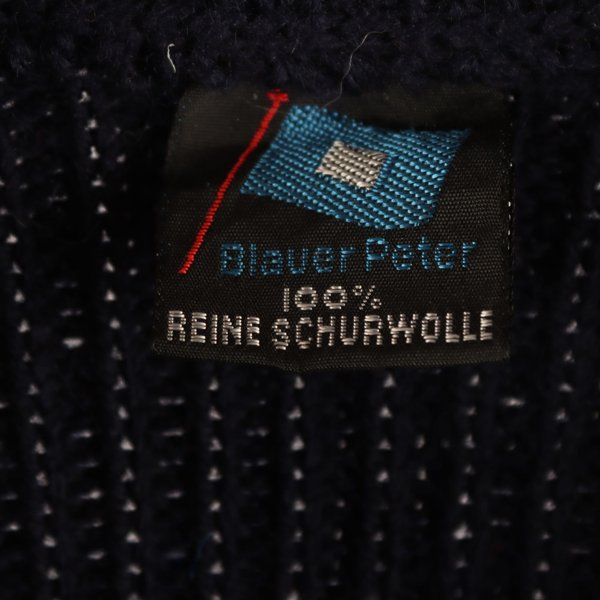 Blauer Peter
100%
REINE SCHURWOLLE